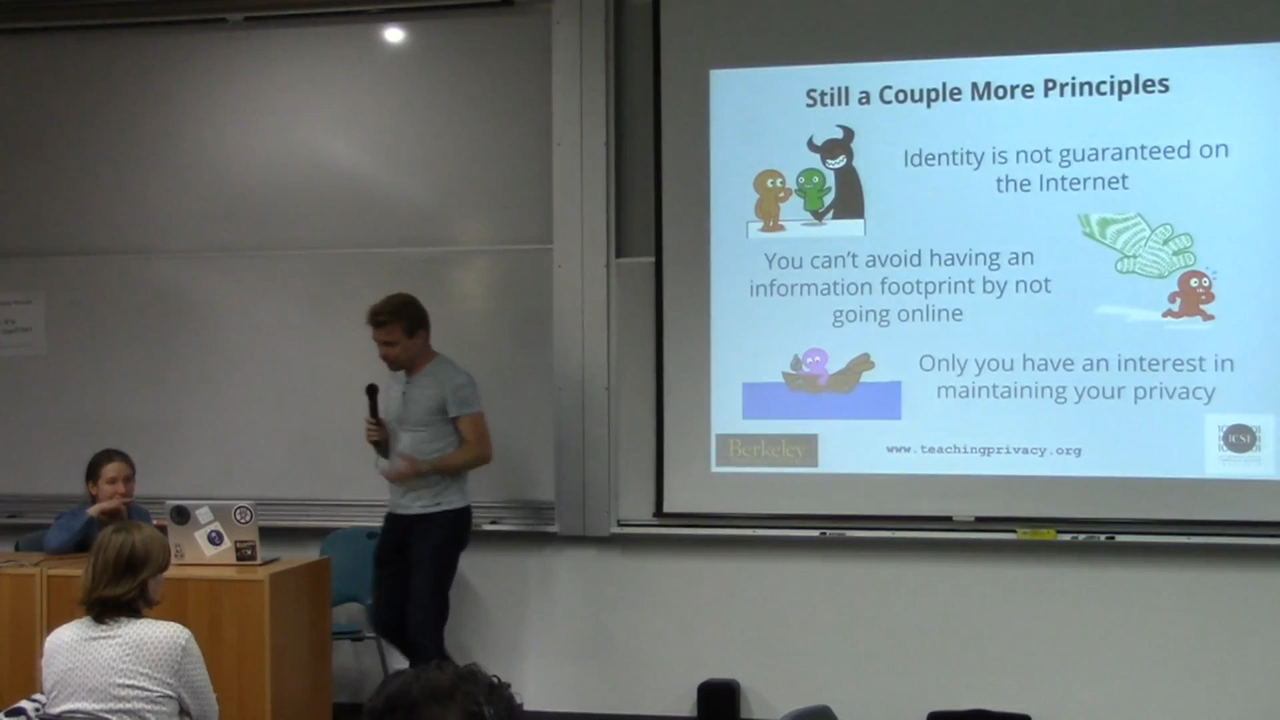 Still a Couple More Principles
Identity is not guaranteed on
the Internet
You can't avoid having an
information footprint by not
going online
Only you have an interest in
maintaining your privacy
Berkeley
www.teachingprivacy.org
ICSI